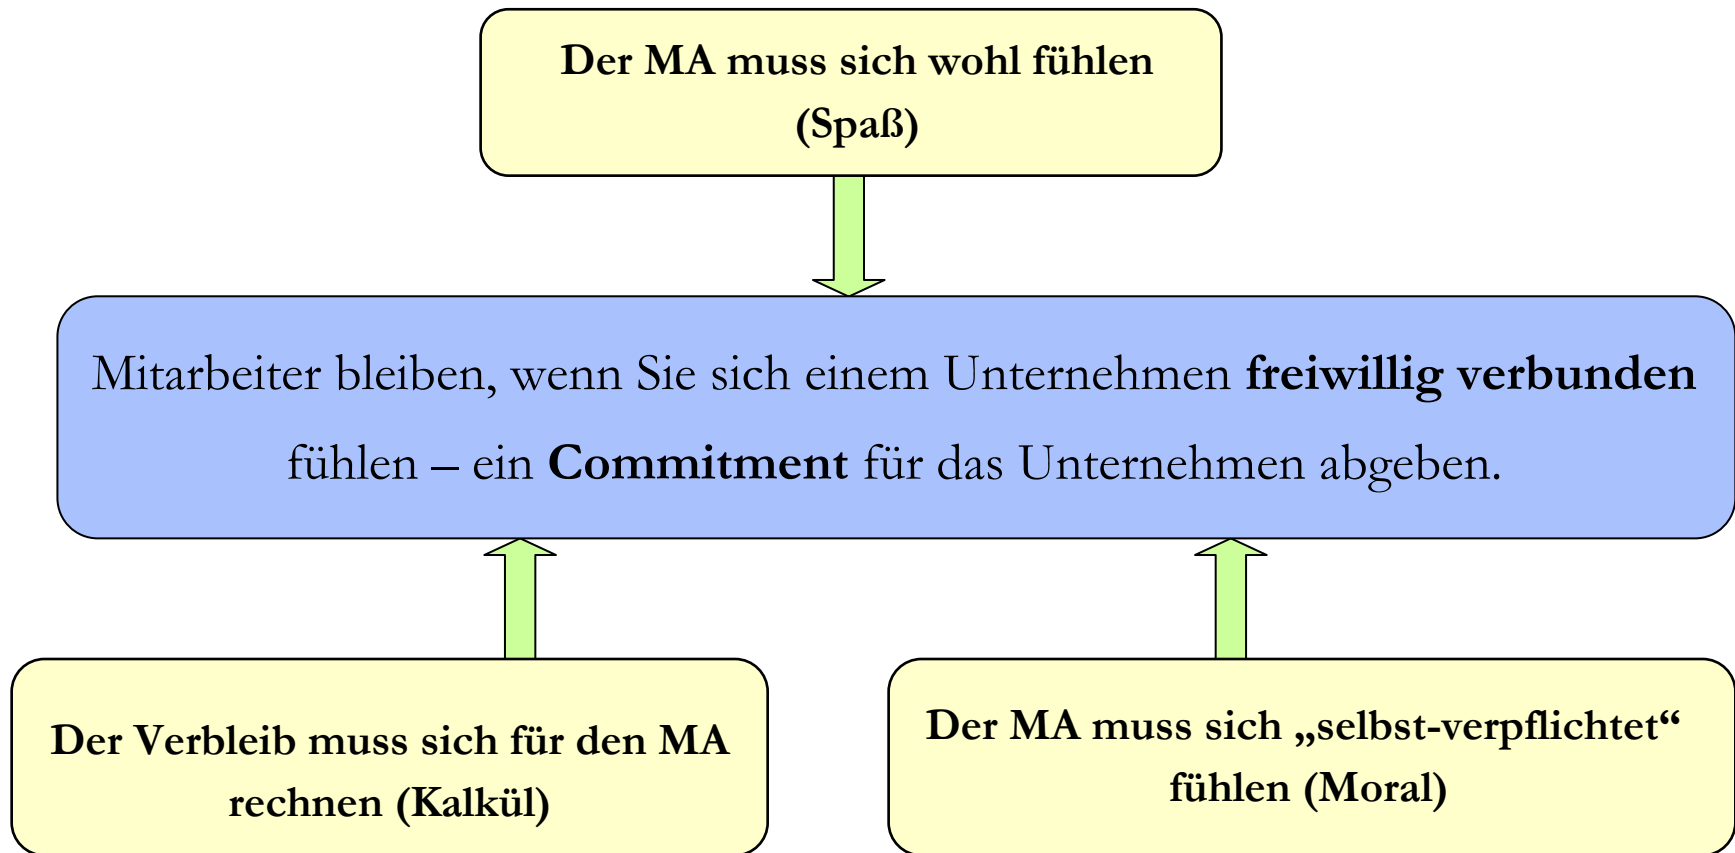 Der MA muss sich wohl fühlen
(Spaß)
Mitarbeiter bleiben, wenn Sie sich einem Unternehmen freiwillig verbunden
fühlen – ein Commitment für das Unternehmen abgeben.
Der Verbleib muss sich für den MA
rechnen (Kalkül)
Der MA muss sich „selbst-verpflichtet“
fühlen (Moral)